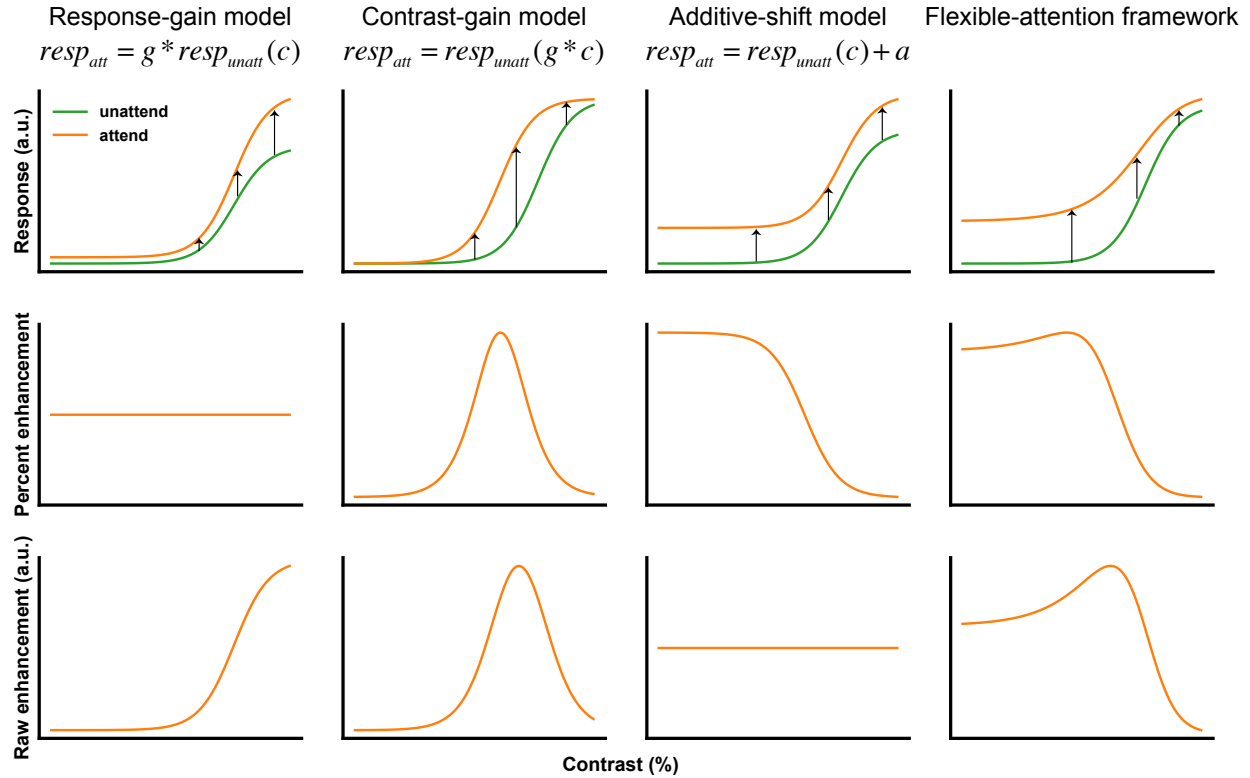 Response-gain model
Contrast-gain model
Additive-shift model
Flexible-attention framework
resp_att = g * resp_unatt(c)
resp_att = resp_unatt(g * c)
resp_att = resp_unatt(c) + a
Response (a.u.)
unattend
attend
Percent enhancement
Raw enhancement (a.u.)
Contrast (%)